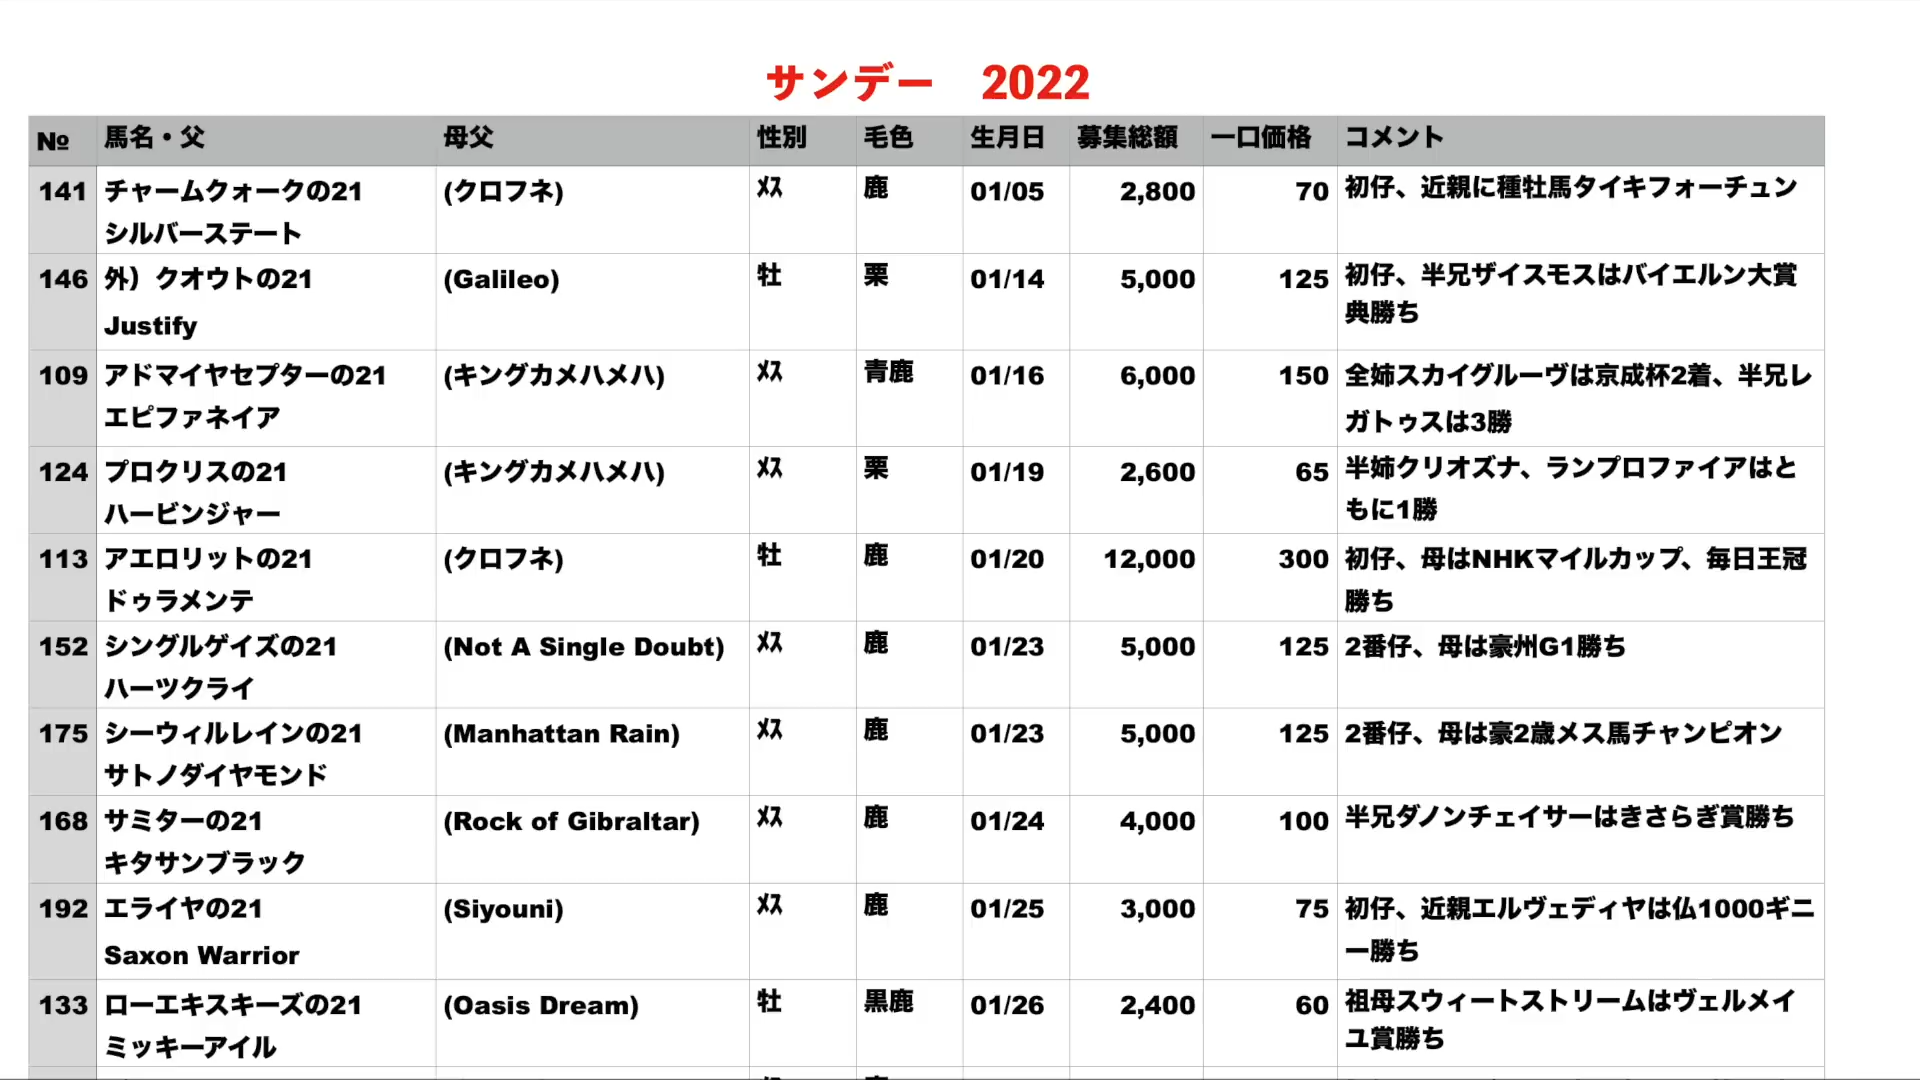 サンデー　2022
№ 馬名・父 母父 性別 毛色 生月日 募集総額 一口価格 コメント
141 チャームクォークの21 (クロフネ) ﾒｽ 鹿 01/05 2,800 70 初仔、近親に種牡馬タイキフォーチュン
シルバーステート
146 外）クオウトの21 (Galileo) 牡 栗 01/14 5,000 125 初仔、半兄ザイスモスはバイエルン大賞
Justify 典勝ち
109 アドマイヤセプターの21 (キングカメハメハ) ﾒｽ 青鹿 01/16 6,000 150 全姉スカイグルーヴは京成杯2着、半兄レ
エピファネイア ガトゥスは3勝
124 プロクリスの21 (キングカメハメハ) ﾒｽ 栗 01/19 2,600 65 半姉クリオズナ、ランプロファイアはと
ハービンジャー もに1勝
113 アエロリットの21 (クロフネ) 牡 鹿 01/20 12,000 300 初仔、母はNHKマイルカップ、毎日王冠
ドゥラメンテ 勝ち
152 シングルゲイズの21 (Not A Single Doubt) ﾒｽ 鹿 01/23 5,000 125 2番仔、母は豪州G1勝ち
ハーツクライ
175 シーウィルレインの21 (Manhattan Rain) ﾒｽ 鹿 01/23 5,000 125 2番仔、母は豪2歳メス馬チャンピオン
サトノダイヤモンド
168 サミターの21 (Rock of Gibraltar) ﾒｽ 鹿 01/24 4,000 100 半兄ダノンチェイサーはきさらぎ賞勝ち
キタサンブラック
192 エライヤの21 (Siyouni) ﾒｽ 鹿 01/25 3,000 75 初仔、近親エルヴェディヤは仏1000ギニ
Saxon Warrior ー勝ち
133 ローエキスキーズの21 (Oasis Dream) 牡 黒鹿 01/26 2,400 60 祖母スウィートストリームはヴェルメイ
ミッキーアイル ユ賞勝ち